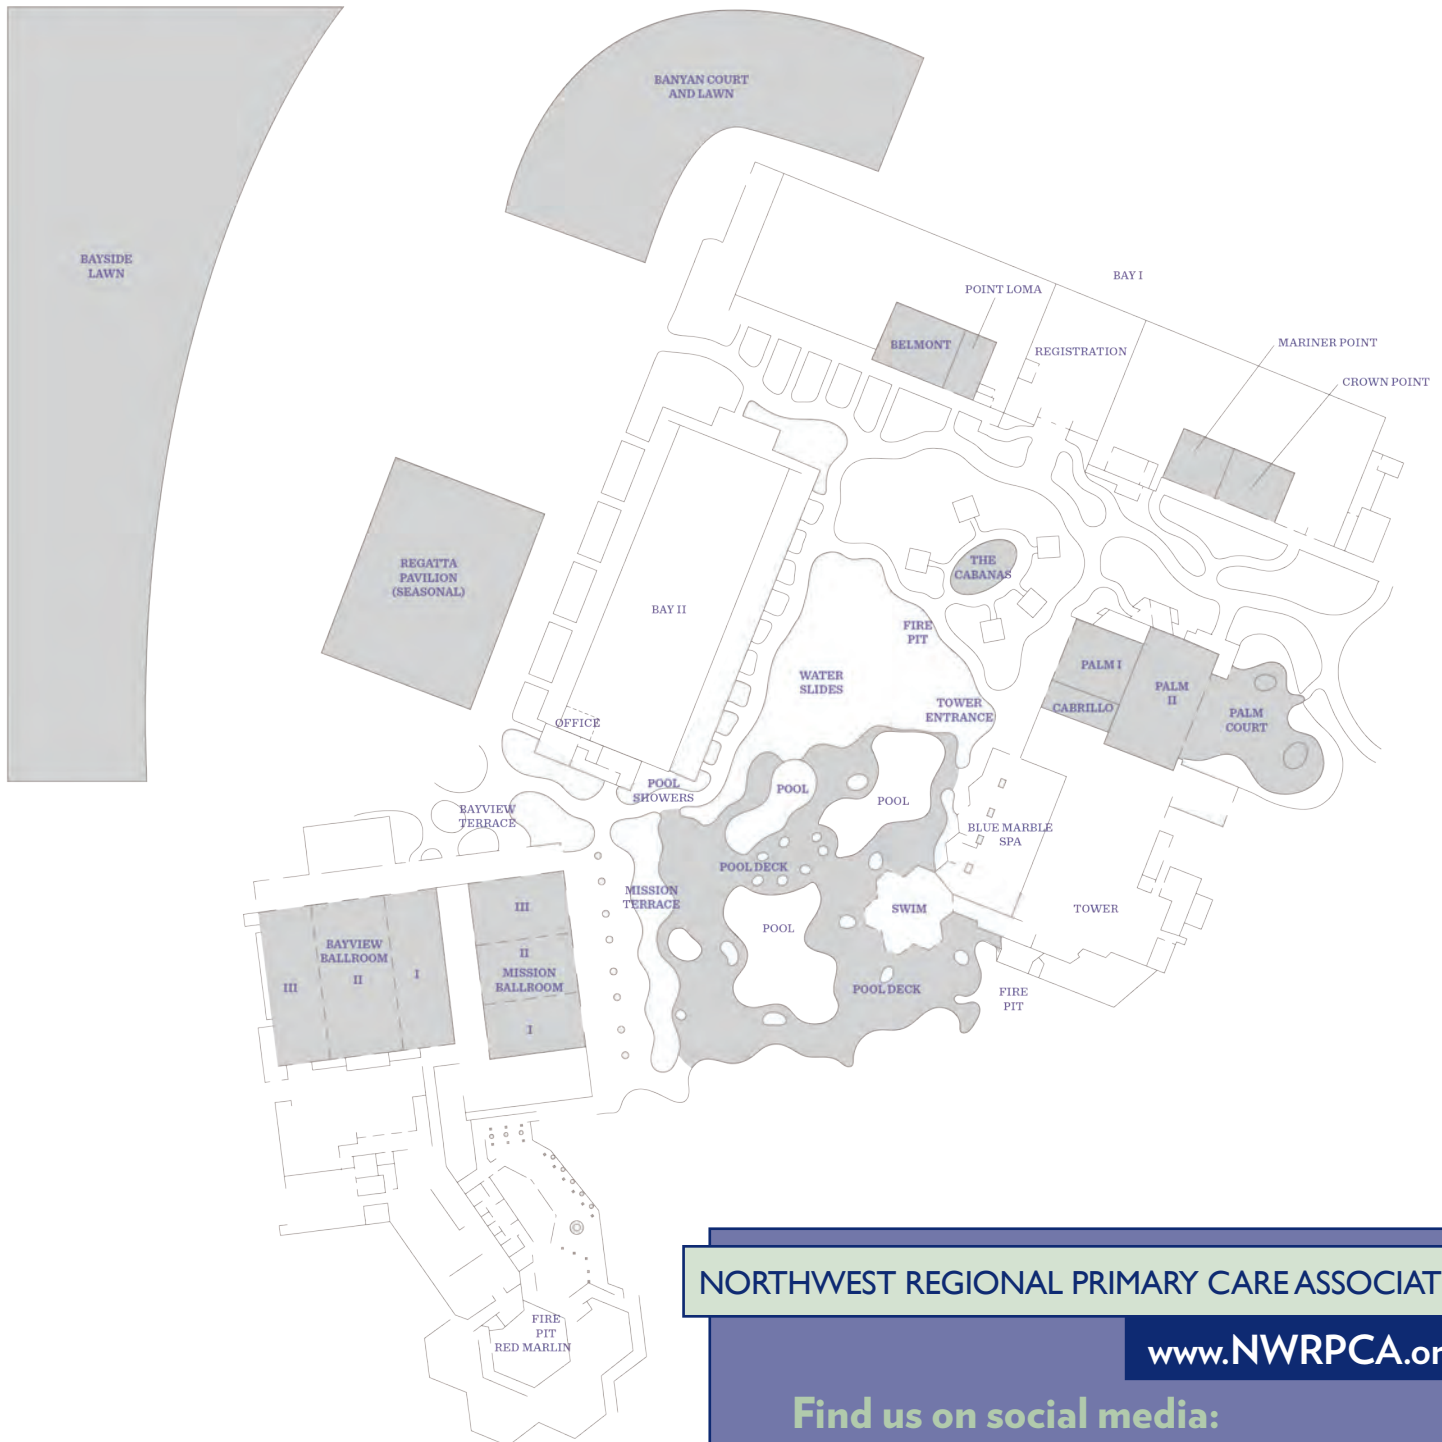 BANYAN COURT
AND LAWN
BAYSIDE
LAWN
BAY I
POINT LOMA
BELMONT
REGISTRATION
MARINER POINT
CROWN POINT
REGATTA
PAVILION
(SEASONAL)
THE
CABANAS
BAY II
FIRE
PIT
WATER
SLIDES
PALM I
PALM
II
CABRILLO
PALM
COURT
TOWER
ENTRANCE
OFFICE
POOL
SHOWERS
POOL
POOL
BAYVIEW
TERRACE
BLUE MARBLE
SPA
POOL DECK
MISSION
TERRACE
SWIM
TOWER
POOL
III
II
MISSION
BALLROOM
I
BAYVIEW
BALLROOM
III
II
I
POOL DECK
FIRE
PIT
FIRE
PIT
RED MARLIN
NORTHWEST REGIONAL PRIMARY CARE ASSOCIAT
www.NWRPCA.or
Find us on social media: